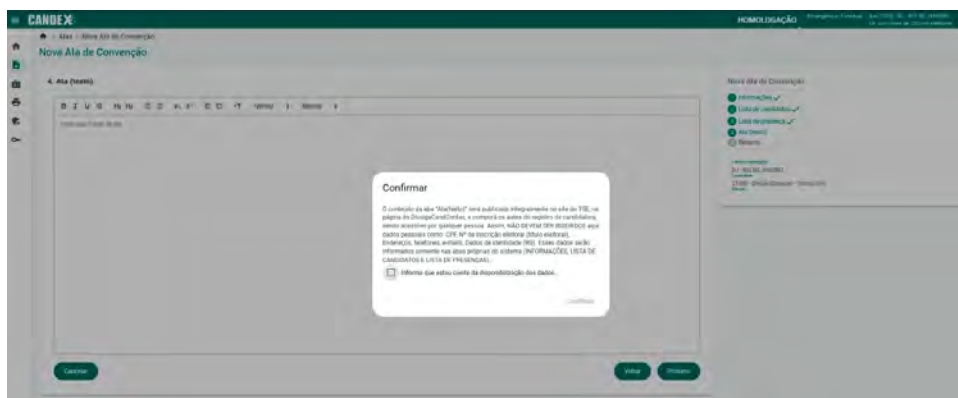 CANDEX
HOMOLOGAÇÃO
Nova Ata de Convenção
Nova Ata de Convenção
4. Ata (texto)
Nova Ata de Convenção
Informações
Lista de candidatos
Lista de presença
Ata (texto)
Confirmar
O conteúdo da aba "Ata(texto)" será publicado integralmente no site do TSE, na
página do DivulgaCandContas, e comporá os autos do registro de candidatura,
sendo acessível por qualquer pessoa. Assim, NÃO DEVEM SER INSERIDOS aqui
dados pessoais como: CPF, Nº de inscrição eleitoral (título eleitoral),
Endereços, telefones, e-mails, Dados de identidade (RG). Esses dados serão
informados somente nas abas próprias do sistema (INFORMAÇÕES, LISTA DE
CANDIDATOS E LISTA DE PRESENÇAS).
Informo que estou ciente da disponibilização dos dados.
Confirmar
Cancelar
Voltar
Próximo